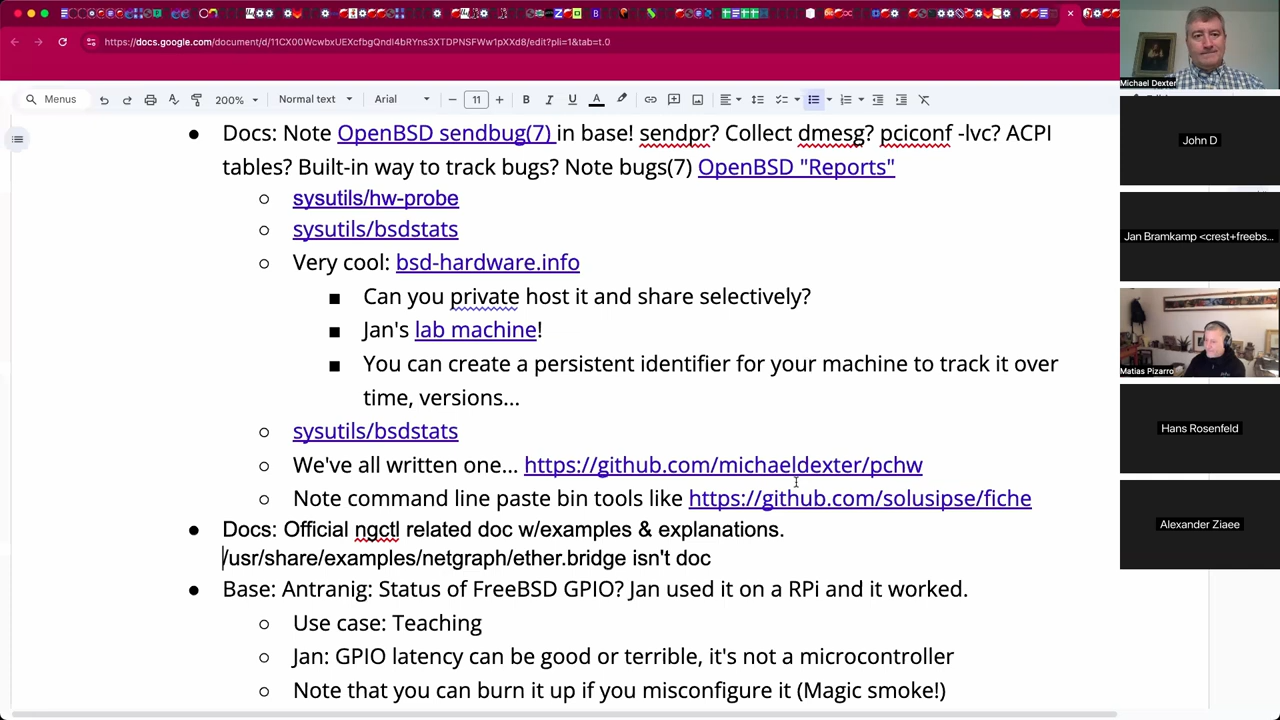 https://docs.google.com/document/d/11CX00WcwbxUEXcfbgQndl4bRYns3XTDPNSFWw1pXXd8/edit?pli=1&tab=t.0
Menus 200% Normal text Arial 11 B I U A
Docs: Note OpenBSD sendbug(7) in base! sendpr? Collect dmesg? pciconf -lvc? ACPI
tables? Built-in way to track bugs? Note bugs(7) OpenBSD "Reports"
sysutils/hw-probe
sysutils/bsdstats
Very cool: bsd-hardware.info
Can you private host it and share selectively?
Jan's lab machine!
You can create a persistent identifier for your machine to track it over
time, versions...
sysutils/bsdstats
We've all written one... https://github.com/michaeldexter/pchw
Note command line paste bin tools like https://github.com/solusipse/fiche
Docs: Official ngctl related doc w/examples & explanations.
/usr/share/examples/netgraph/ether.bridge isn't doc
Base: Antranig: Status of FreeBSD GPIO? Jan used it on a RPi and it worked.
Use case: Teaching
Jan: GPIO latency can be good or terrible, it's not a microcontroller
Note that you can burn it up if you misconfigure it (Magic smoke!)
Michael Dexter
John D
Jan Bramkamp <crest+freebs...
Matias Pizarro
Hans Rosenfeld
Alexander Ziaee